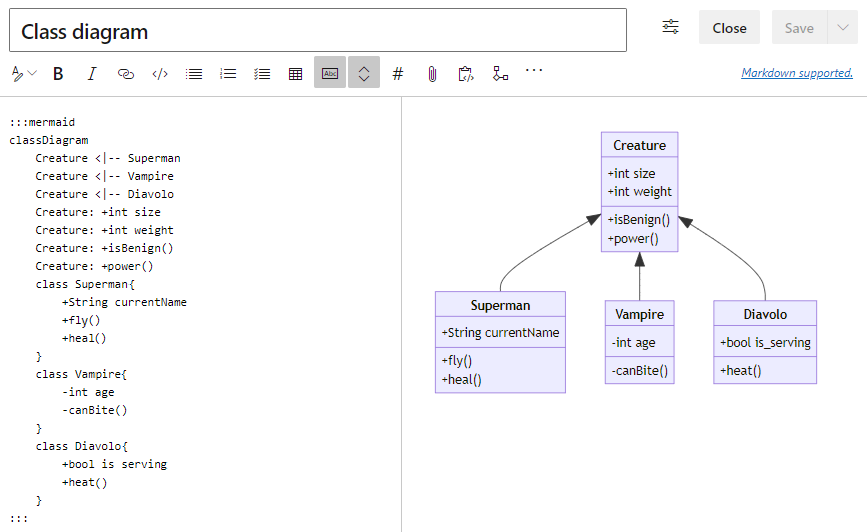 Class diagram
Close
Save
B I </> Abc # ...
Markdown supported.
:::mermaid
classDiagram
Creature <|-- Superman
Creature <|-- Vampire
Creature <|-- Diavolo
Creature: +int size
Creature: +int weight
Creature: +isBenign()
Creature: +power()
class Superman{
+String currentName
+fly()
+heal()
}
class Vampire{
-int age
-canBite()
}
class Diavolo{
+bool is serving
+heat()
}
:::
Creature
+int size
+int weight
+isBenign()
+power()
Superman
+String currentName
+fly()
+heal()
Vampire
-int age
-canBite()
Diavolo
+bool is_serving
+heat()